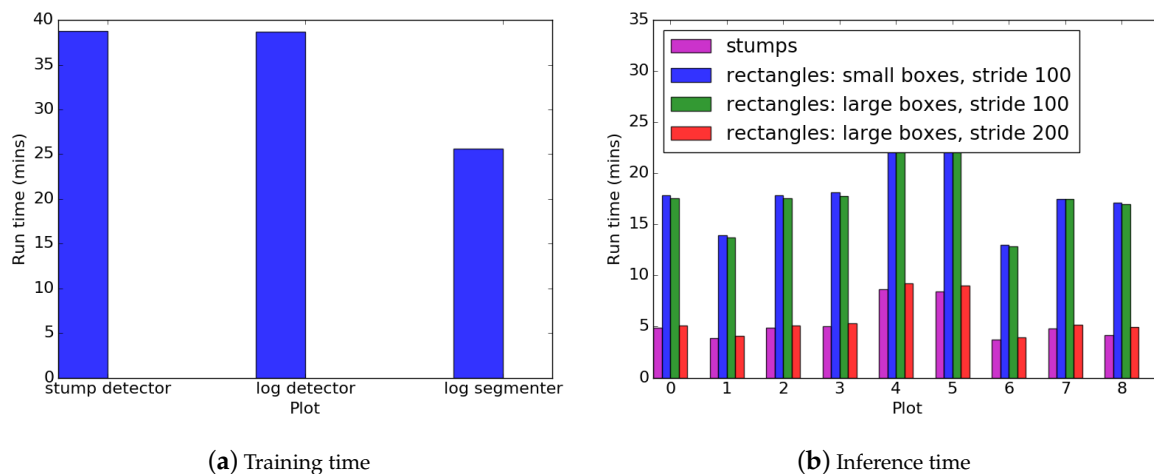 40
35
30
25
20
15
10
5
0
Run time (mins)
stump detector log detector log segmenter
Plot
(a) Training time
35
30
25
20
15
10
5
0
Run time (mins)
stumps
rectangles: small boxes, stride 100
rectangles: large boxes, stride 100
rectangles: large boxes, stride 200
0 1 2 3 4 5 6 7 8
Plot
(b) Inference time